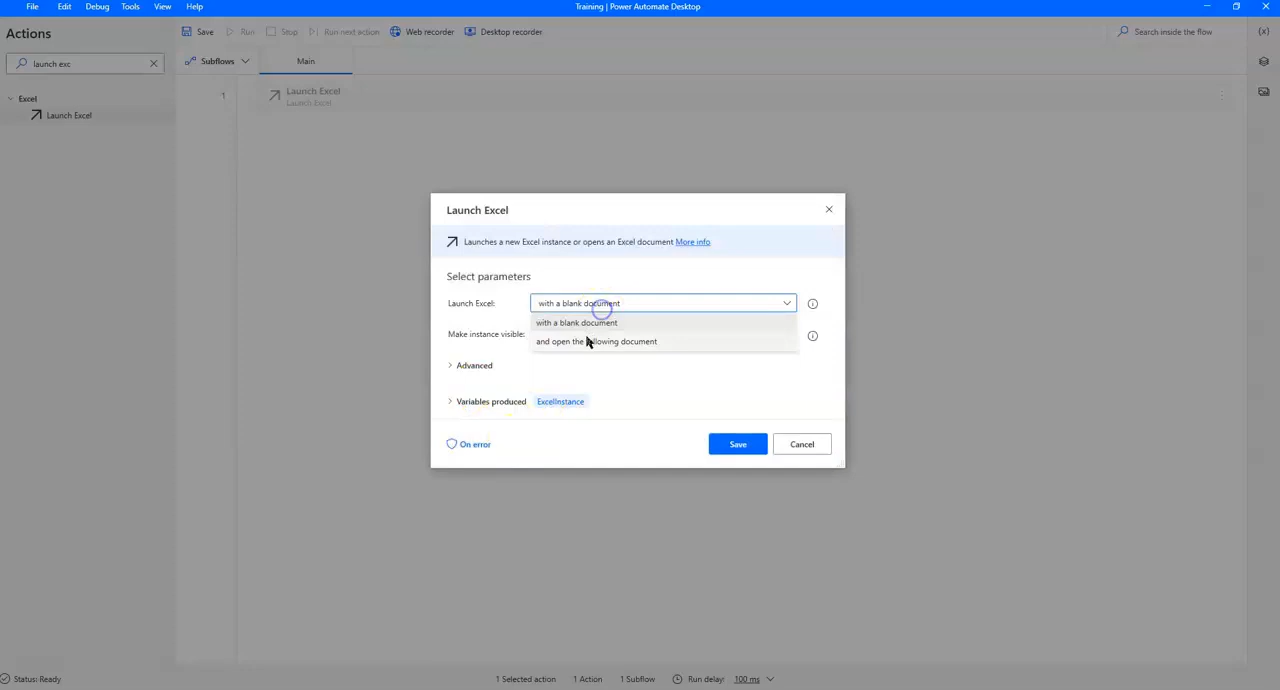 File Edit Debug Tools View Help
Training | Power Automate Desktop
Actions
Save Run Stop Run next action Web recorder Desktop recorder
Search inside the flow
{x}
launch exc
Subflows
Main
Excel
Launch Excel
1
Launch Excel
Launch Excel
Launch Excel
Launches a new Excel instance or opens an Excel document More info
Select parameters
Launch Excel: with a blank document
with a blank document
Make instance visible:
and open the following document
Advanced
Variables produced ExcelInstance
On error
Save
Cancel
Status: Ready
1 Selected action
1 Action
1 Subflow
Run delay: 100 ms